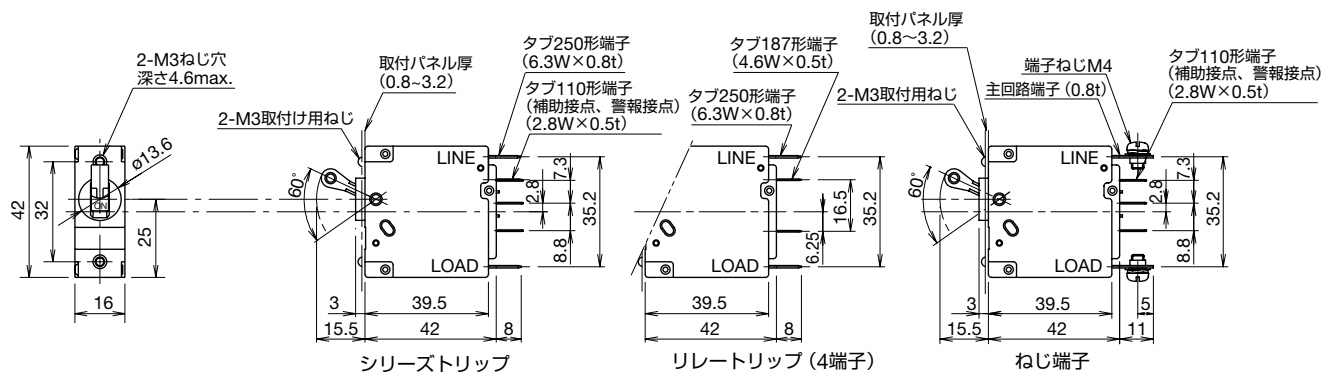 2-M3ねじ穴
深さ4.6max.
ø13.6
ON
42
32
25
16
取付パネル厚
(0.8~3.2)
2-M3取付け用ねじ
タブ250形端子
(6.3W×0.8t)
タブ110形端子
(補助接点、警報接点)
(2.8W×0.5t)
60°
LINE
LOAD
7.3
2.8
8.8
35.2
3
39.5
15.5
42
8
シリーズトリップ
タブ187形端子
(4.6W×0.5t)
タブ250形端子
(6.3W×0.8t)
LINE
LOAD
16.5
6.25
35.2
39.5
42
8
リレートリップ(4端子)
取付パネル厚
(0.8〜3.2)
端子ねじM4
タブ110形端子
(補助接点、警報接点)
(2.8W×0.5t)
2-M3取付用ねじ
主回路端子(0.8t)
60°
LINE
LOAD
7.3
2.8
8.8
35.2
3
39.5
5
15.5
42
11
ねじ端子